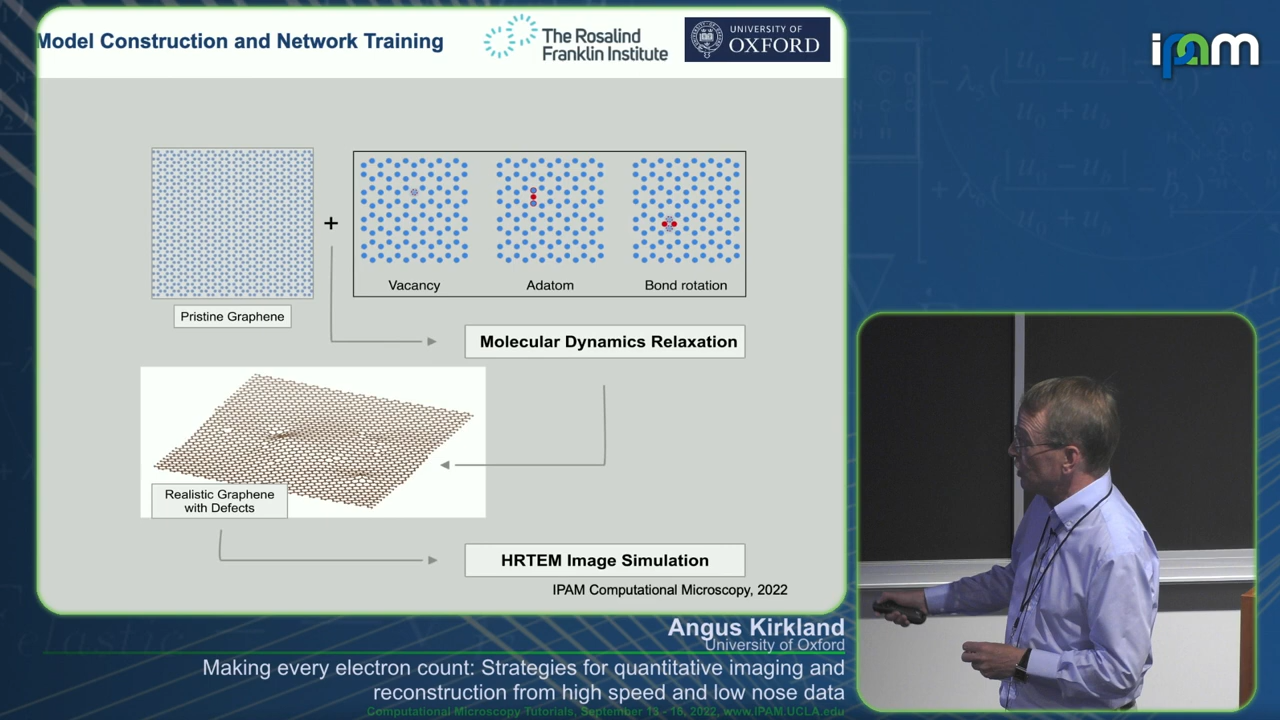 Model Construction and Network Training
The Rosalind
Franklin Institute
UNIVERSITY OF
OXFORD
ipam
+
Vacancy
Adatom
Bond rotation
Pristine Graphene
Molecular Dynamics Relaxation
Realistic Graphene
with Defects
HRTEM Image Simulation
IPAM Computational Microscopy, 2022
Angus Kirkland
University of Oxford
Making every electron count: Strategies for quantitative imaging and
reconstruction from high speed and low nose data
Computational Microscopy Tutorials, September 13 - 16, 2022, www.IPAM.UCLA.edu